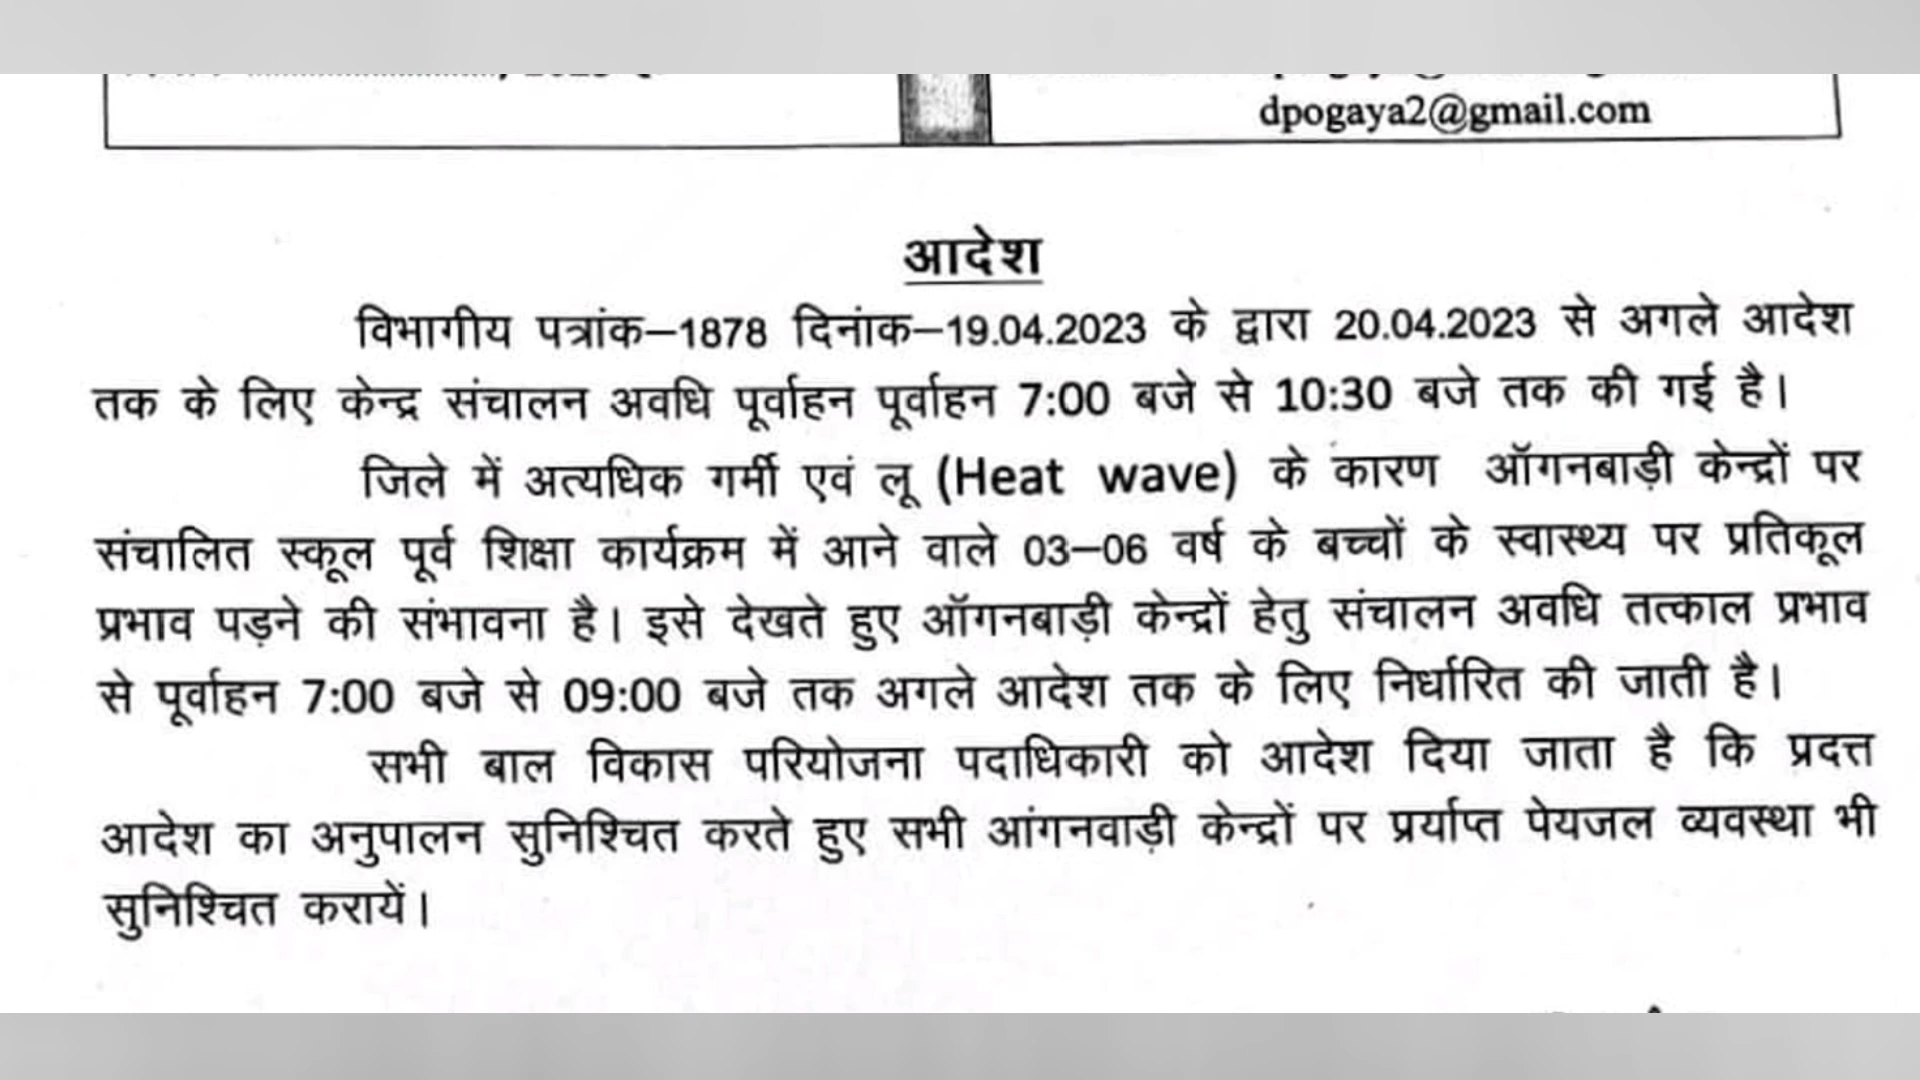 dpogaya2@gmail.com
आदेश
विभागीय पत्रांक–1878 दिनांक–19.04.2023 के द्वारा 20.04.2023 से अगले आदेश
तक के लिए केन्द्र संचालन अवधि पूर्वाहन पूर्वाहन 7:00 बजे से 10:30 बजे तक की गई है।
जिले में अत्यधिक गर्मी एवं लू (Heat wave) के कारण ऑगनबाड़ी केन्द्रों पर
संचालित स्कूल पूर्व शिक्षा कार्यक्रम में आने वाले 03–06 वर्ष के बच्चों के स्वास्थ्य पर प्रतिकूल
प्रभाव पड़ने की संभावना है। इसे देखते हुए ऑगनबाड़ी केन्द्रों हेतु संचालन अवधि तत्काल प्रभाव
से पूर्वाहन 7:00 बजे से 09:00 बजे तक अगले आदेश तक के लिए निर्धारित की जाती है।
सभी बाल विकास परियोजना पदाधिकारी को आदेश दिया जाता है कि प्रदत्त
आदेश का अनुपालन सुनिश्चित करते हुए सभी आंगनवाड़ी केन्द्रों पर प्रर्याप्त पेयजल व्यवस्था भी
सुनिश्चित करायें।